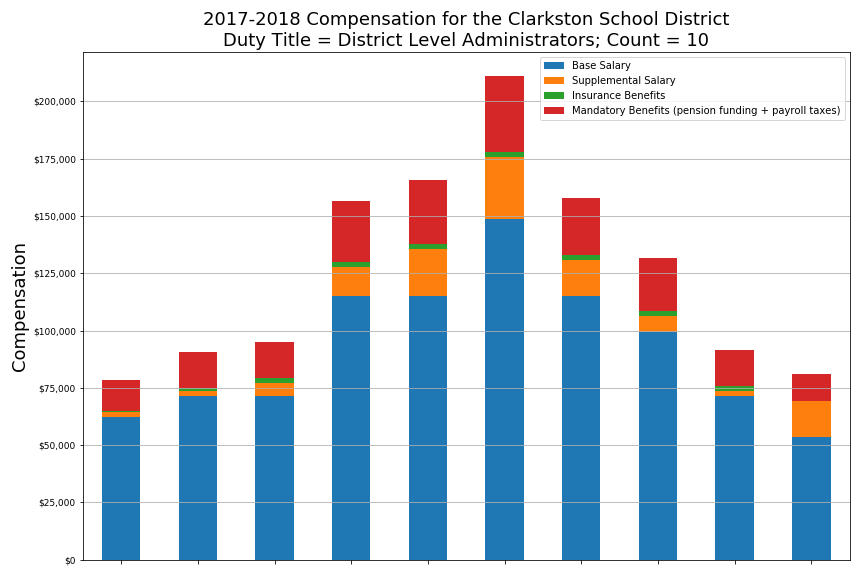 2017-2018 Compensation for the Clarkston School District
Duty Title = District Level Administrators; Count = 10
Base Salary
Supplemental Salary
Insurance Benefits
Mandatory Benefits (pension funding + payroll taxes)
Compensation
$200,000
$175,000
$150,000
$125,000
$100,000
$75,000
$50,000
$25,000
$0